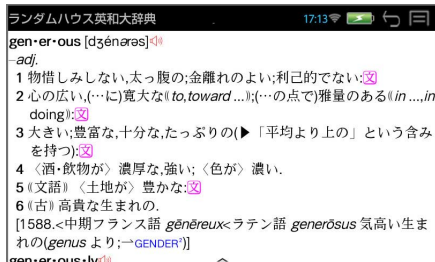 ランダムハウス英和大辞典 17:13
gen•er•ous [dʒénərəs]
—adj.
1 物惜しみしない,太っ腹の;金離れのよい;利己的でない:文
2 心の広い,(…に)寛大な《to,toward ...》;(…の点で)雅量のある《in ...,in
doing》:文
3 大きい;豊富な,十分な,たっぷりの(▶「平均より上の」という含み
を持つ):文
4 〈酒・飲物が〉濃厚な,強い;〈色が〉濃い.
5 《文語》〈土地が〉豊かな:文
6 《古》高貴な生まれの.
[1588.<中期フランス語 gēnēreux<ラテン語 generōsus 気高い生ま
れの(genus より;→GENDER²)]
gen•er•ous•ly